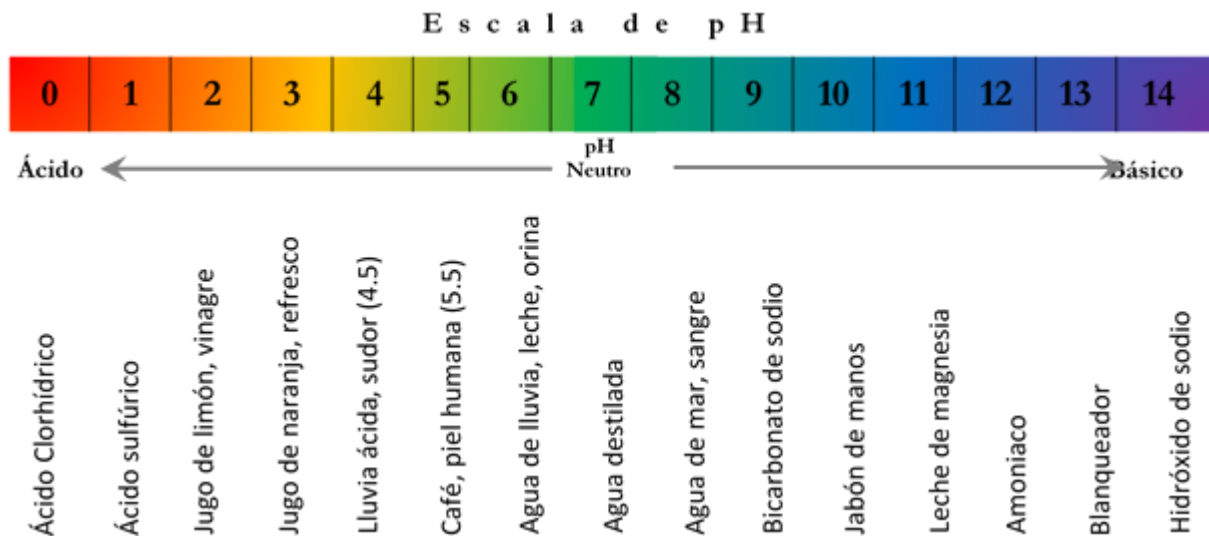 Escala de pH
0 1 2 3 4 5 6 7 8 9 10 11 12 13 14
Ácido
pH
Neutro
Básico
Ácido Clorhídrico
Ácido sulfúrico
Jugo de limón, vinagre
Jugo de naranja, refresco
Lluvia ácida, sudor (4.5)
Café, piel humana (5.5)
Agua de lluvia, leche, orina
Agua destilada
Agua de mar, sangre
Bicarbonato de sodio
Jabón de manos
Leche de magnesia
Amoniaco
Blanqueador
Hidróxido de sodio